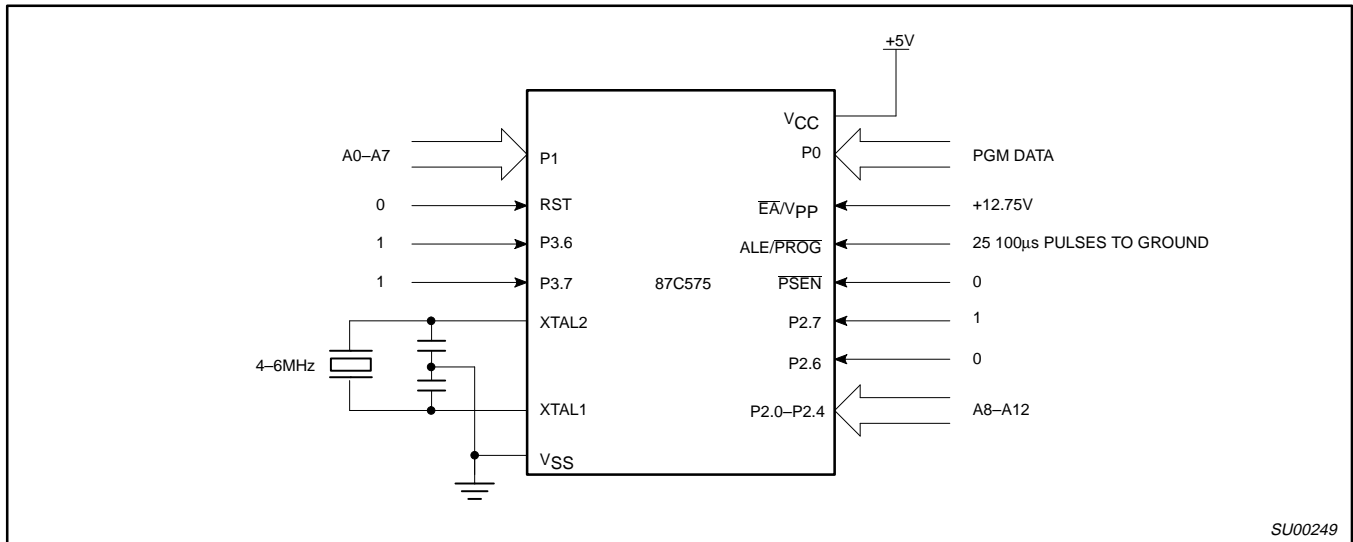 +5V
VCC
A0–A7
P1
P0
PGM DATA
0
RST
EA/VPP
+12.75V
1
P3.6
ALE/PROG
25 100µs PULSES TO GROUND
1
P3.7
87C575
PSEN
0
XTAL2
P2.7
1
4–6MHz
P2.6
0
XTAL1
P2.0–P2.4
A8–A12
VSS
SU00249